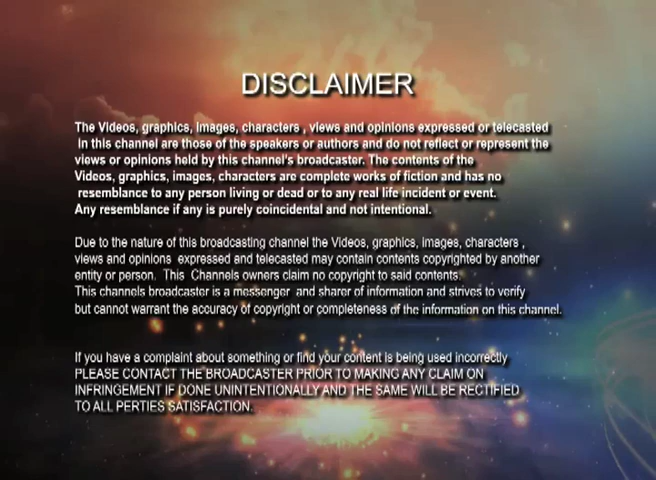 DISCLAIMER
The Videos, graphics, images, characters , views and opinions expressed or telecasted
in this channel are those of the speakers or authors and do not reflect or represent the
views or opinions held by this channel's broadcaster. The contents of the
Videos, graphics, images, characters are complete works of fiction and has no
resemblance to any person living or dead or to any real life incident or event.
Any resemblance if any is purely coincidental and not intentional.
Due to the nature of this broadcasting channel the Videos, graphics, images, characters ,
views and opinions expressed and telecasted may contain contents copyrighted by another
entity or person. This Channels owners claim no copyright to said contents.
This channels broadcaster is a messenger and sharer of information and strives to verify
but cannot warrant the accuracy of copyright or completeness of the information on this channel.
If you have a complaint about something or find your content is being used incorrectly
PLEASE CONTACT THE BROADCASTER PRIOR TO MAKING ANY CLAIM ON
INFRINGEMENT IF DONE UNINTENTIONALLY AND THE SAME WILL BE RECTIFIED
TO ALL PERTIES SATISFACTION.